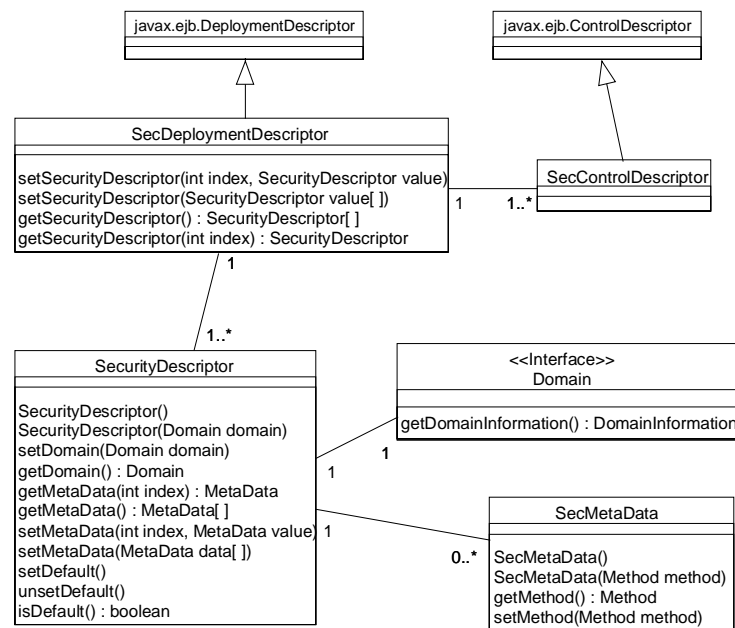 javax.ejb.DeploymentDescriptor
javax.ejb.ControlDescriptor
SecDeploymentDescriptor
setSecurityDescriptor(int index, SecurityDescriptor value)
setSecurityDescriptor(SecurityDescriptor value[ ])
getSecurityDescriptor() : SecurityDescriptor[ ]
getSecurityDescriptor(int index) : SecurityDescriptor
SecControlDescriptor
1
1..*
1
1..*
SecurityDescriptor
SecurityDescriptor()
SecurityDescriptor(Domain domain)
setDomain(Domain domain)
getDomain() : Domain
getMetaData(int index) : MetaData
getMetaData() : MetaData[ ]
setMetaData(int index, MetaData value)
setMetaData(MetaData data[ ])
setDefault()
unsetDefault()
isDefault() : boolean
<<Interface>>
Domain
getDomainInformation() : DomainInformation
1
1
1
0..*
SecMetaData
SecMetaData()
SecMetaData(Method method)
getMethod() : Method
setMethod(Method method)